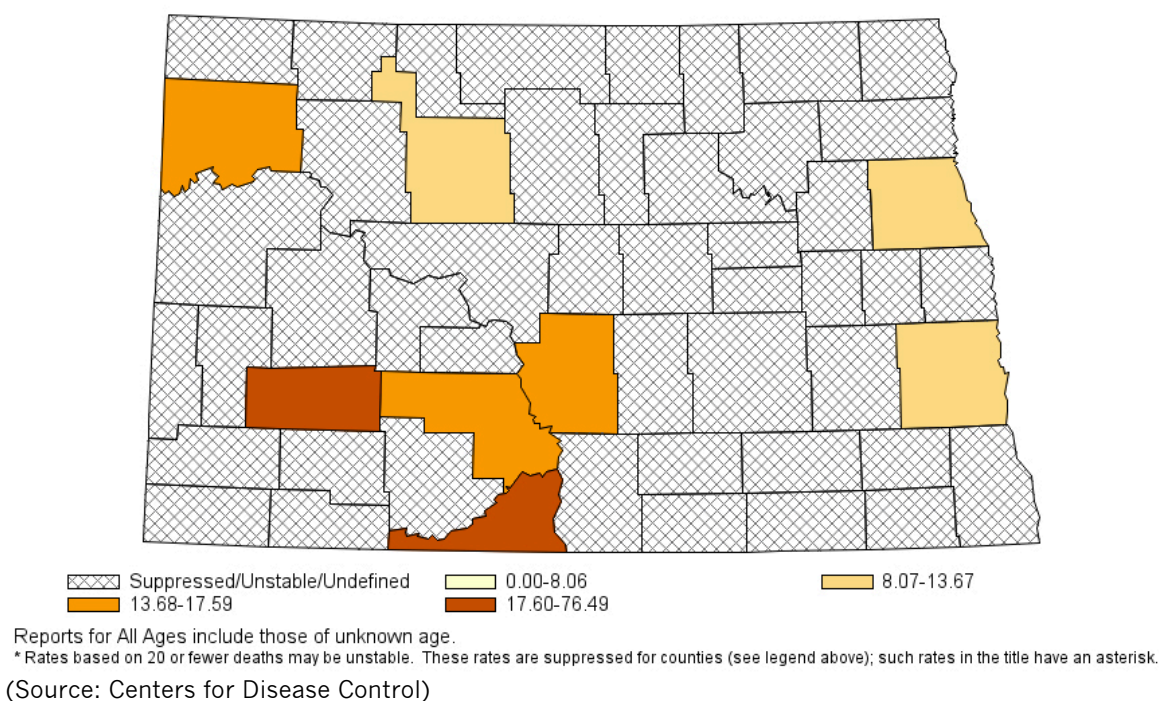 Suppressed/Unstable/Undefined 0.00-8.06 8.07-13.67
13.68-17.59 17.60-76.49
Reports for All Ages include those of unknown age.
* Rates based on 20 or fewer deaths may be unstable. These rates are suppressed for counties (see legend above); such rates in the title have an asterisk.
(Source: Centers for Disease Control)